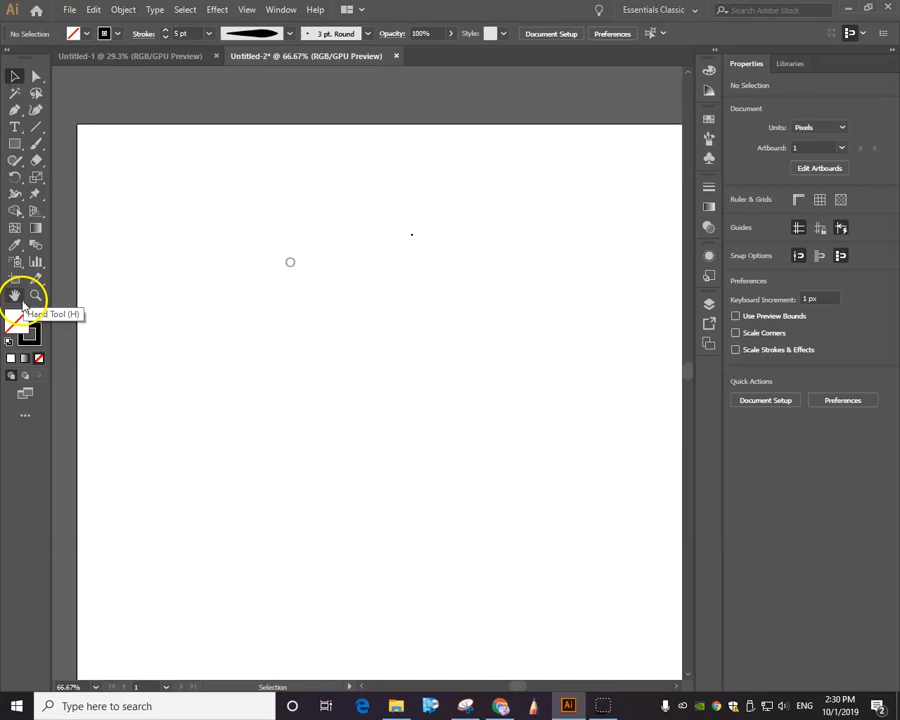 Ai File Edit Object Type Select Effect View Window Help Essentials Classic Search Adobe Stock
No Selection Stroke: 5 pt 3 pt. Round Opacity: 100% Style: Document Setup Preferences
Untitled-1 @ 29.3% (RGB/GPU Preview) × Untitled-2* @ 66.67% (RGB/GPU Preview) ×
Properties Libraries
No Selection
Document
Units: Pixels
Artboard: 1
Edit Artboards
Ruler & Grids
Guides
Snap Options
Preferences
Keyboard Increment: 1 px
Use Preview Bounds
Scale Corners
Scale Strokes & Effects
Quick Actions
Document Setup Preferences
Hand Tool (H)
66.67% 1 Selection
Type here to search
Ai
ENG
2:30 PM
10/1/2019
2